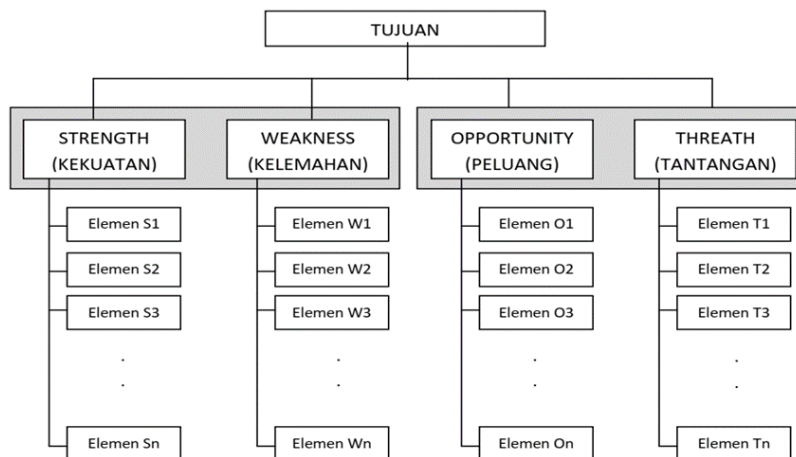 TUJUAN
STRENGTH
(KEKUATAN)
WEAKNESS
(KELEMAHAN)
OPPORTUNITY
(PELUANG)
THREATH
(TANTANGAN)
Elemen S1
Elemen W1
Elemen O1
Elemen T1
Elemen S2
Elemen W2
Elemen O2
Elemen T2
Elemen S3
Elemen W3
Elemen O3
Elemen T3
Elemen Sn
Elemen Wn
Elemen On
Elemen Tn